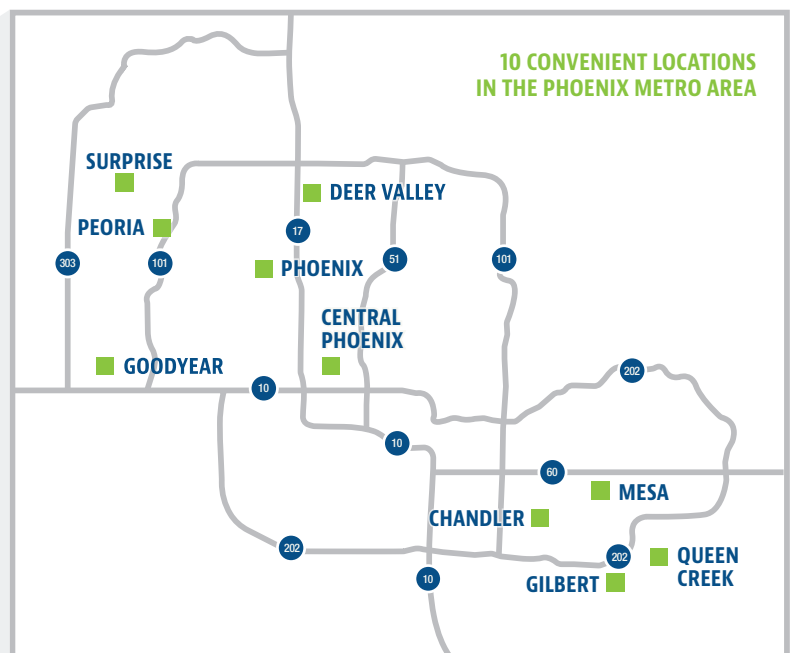 10 CONVENIENT LOCATIONS
IN THE PHOENIX METRO AREA
SURPRISE
DEER VALLEY
PEORIA
17
303
101
51
101
PHOENIX
CENTRAL
PHOENIX
GOODYEAR
202
10
10
60
MESA
CHANDLER
202
202
QUEEN
CREEK
10
GILBERT